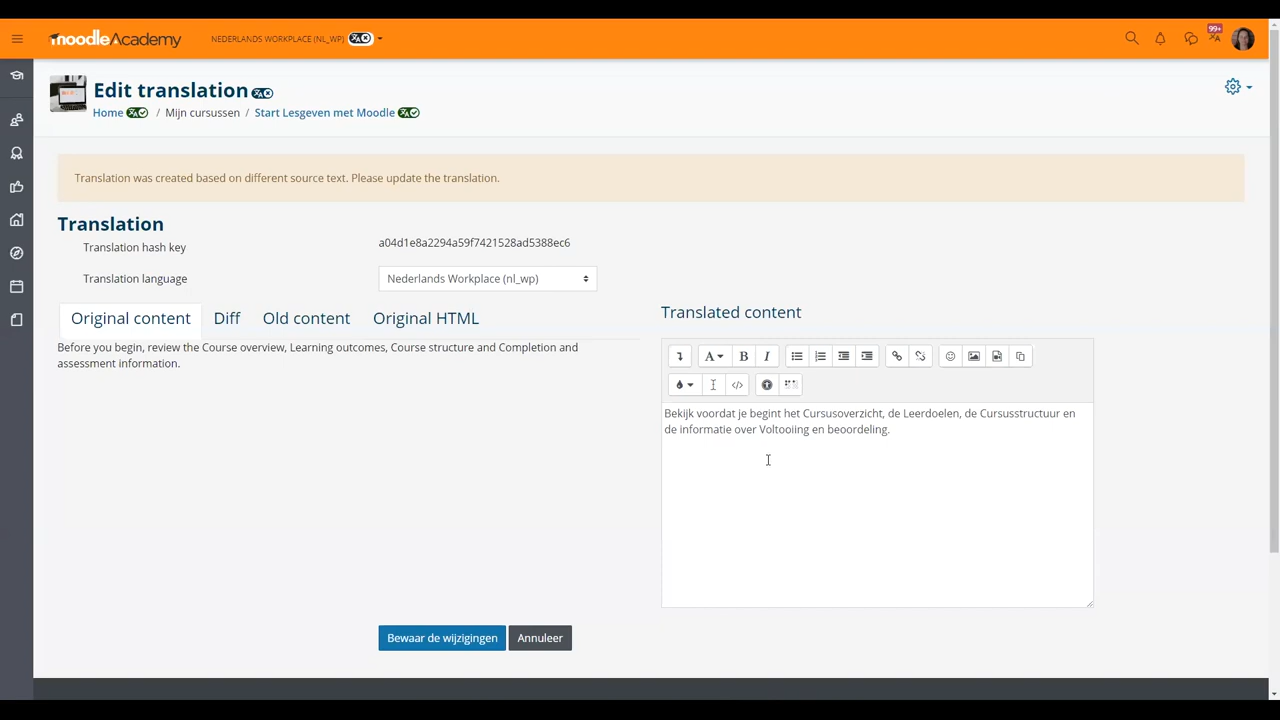 moodleAcademy
NEDERLANDS WORKPLACE (NL_WP)
99+
Edit translation
Home / Mijn cursussen / Start Lesgeven met Moodle
Translation was created based on different source text. Please update the translation.
Translation
Translation hash key
a04d1e8a2294a59f7421528ad5388ec6
Translation language
Nederlands Workplace (nl_wp)
Original content
Diff
Old content
Original HTML
Before you begin, review the Course overview, Learning outcomes, Course structure and Completion and
assessment information.
Translated content
Bekijk voordat je begint het Cursusoverzicht, de Leerdoelen, de Cursusstructuur en
de informatie over Voltooiing en beoordeling.
Bewaar de wijzigingen
Annuleer